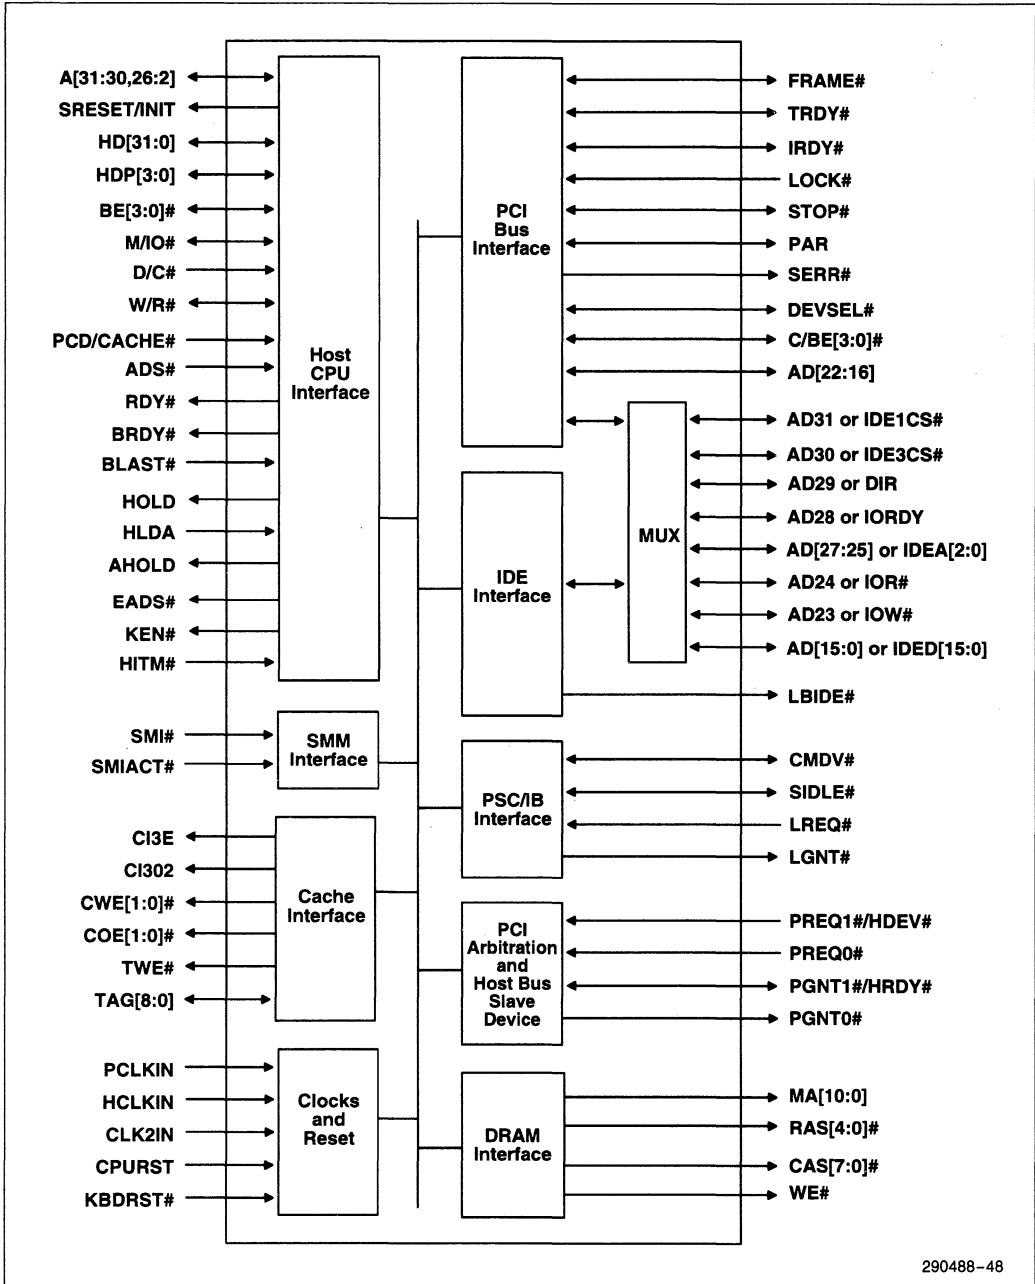 A[31:30,26:2]
SRESET/INIT
HD[31:0]
HDP[3:0]
BE[3:0]#
M/IO#
D/C#
W/R#
PCD/CACHE#
ADS#
RDY#
BRDY#
BLAST#
HOLD
HLDA
AHOLD
EADS#
KEN#
HITM#
Host
CPU
Interface
SMI#
SMIACT#
SMM
Interface
CI3E
CI302
CWE[1:0]#
COE[1:0]#
TWE#
TAG[8:0]
Cache
Interface
PCLKIN
HCLKIN
CLK2IN
CPURST
KBDRST#
Clocks
and
Reset
PCI
Bus
Interface
FRAME#
TRDY#
IRDY#
LOCK#
STOP#
PAR
SERR#
DEVSEL#
C/BE[3:0]#
AD[22:16]
IDE
Interface
MUX
AD31 or IDE1CS#
AD30 or IDE3CS#
AD29 or DIR
AD28 or IORDY
AD[27:25] or IDEA[2:0]
AD24 or IOR#
AD23 or IOW#
AD[15:0] or IDED[15:0]
LBIDE#
PSC/IB
Interface
CMDV#
SIDLE#
LREQ#
LGNT#
PCI
Arbitration
and
Host Bus
Slave
Device
PREQ1#/HDEV#
PREQ0#
PGNT1#/HRDY#
PGNT0#
DRAM
Interface
MA[10:0]
RAS[4:0]#
CAS[7:0]#
WE#
290488-48